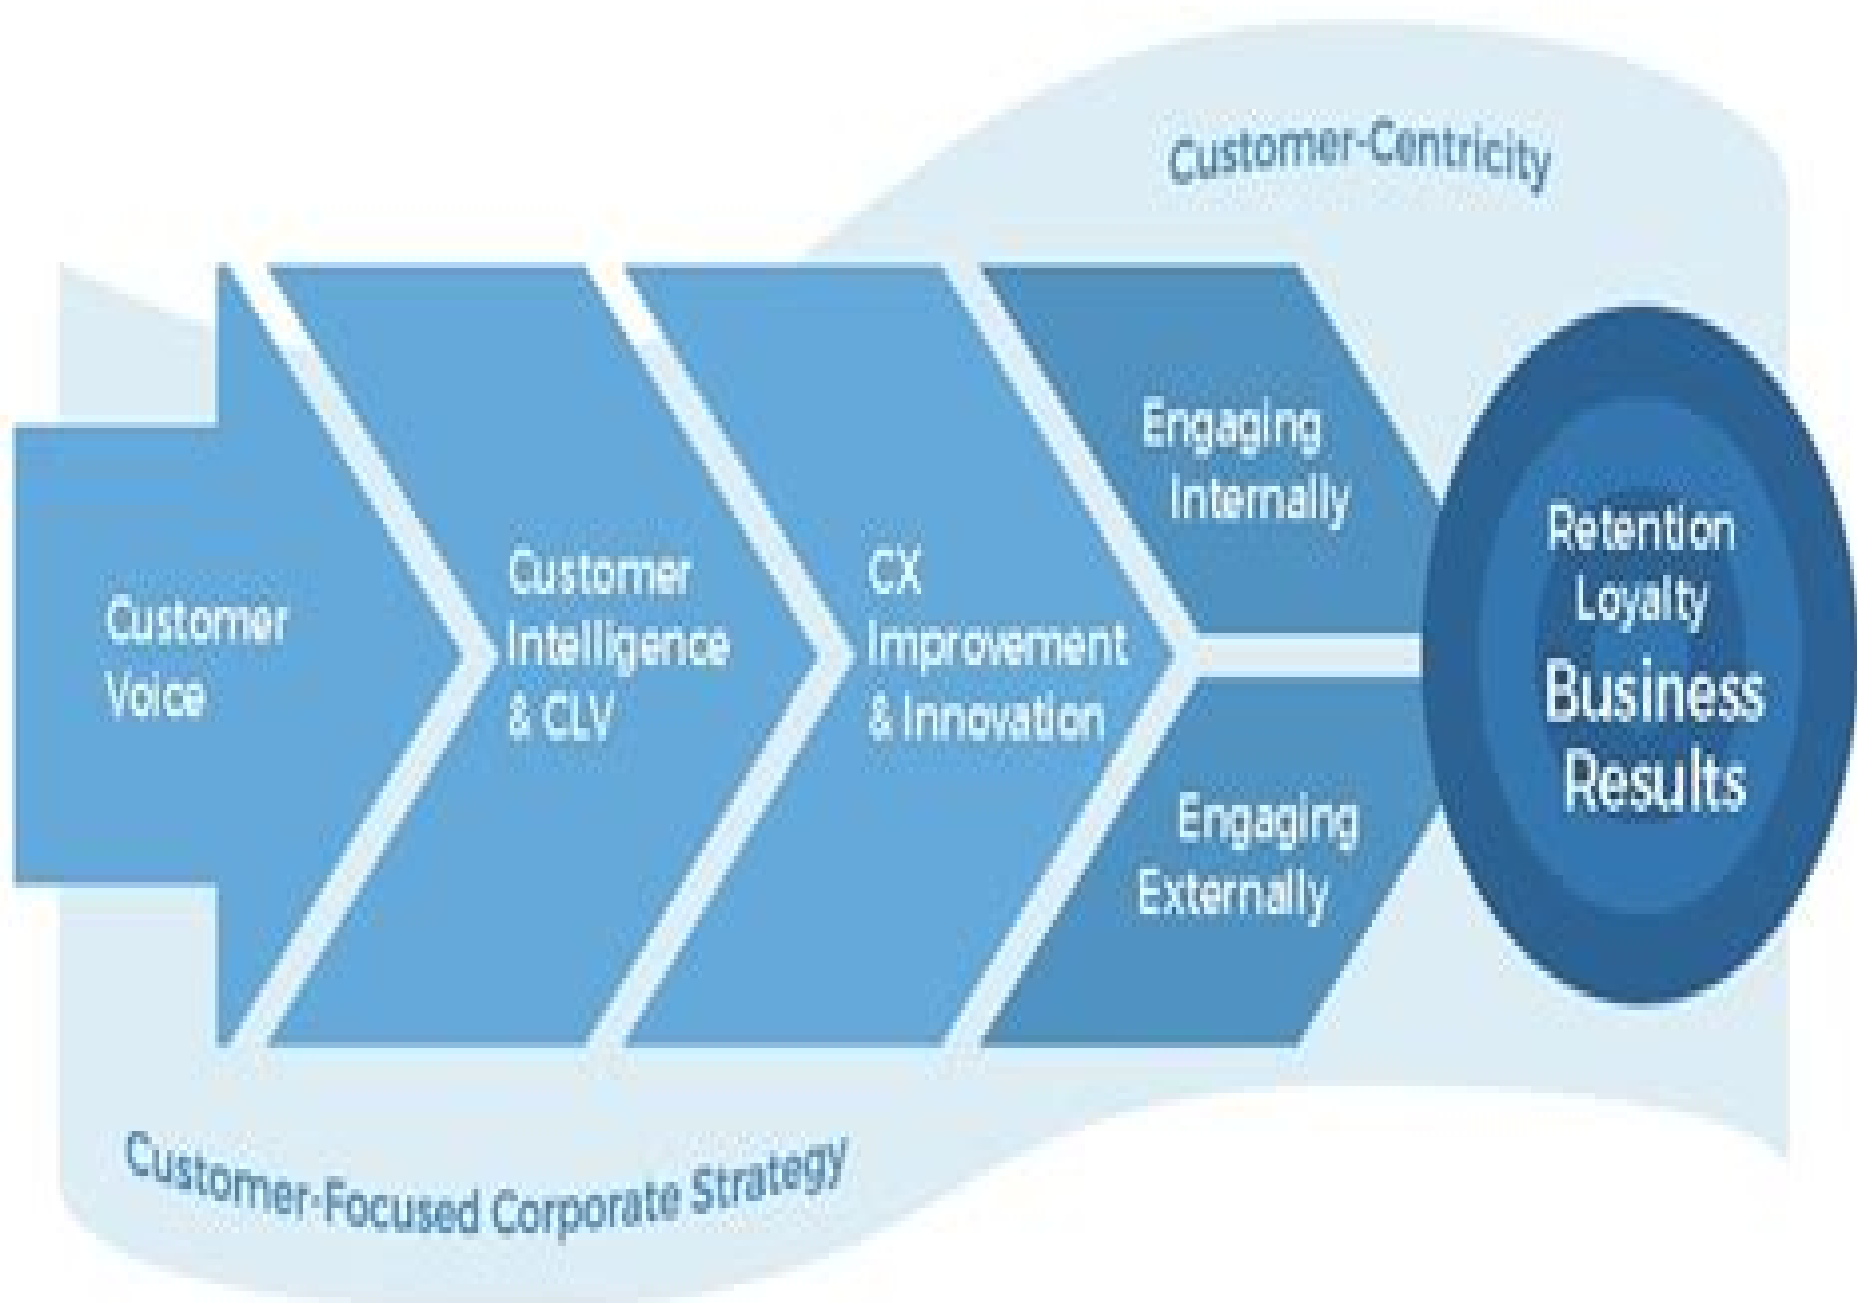 Customer-Centricity
Customer
Voice
Customer
Intelligence
& CLV
CX
Improvement
& Innovation
Engaging
Internally
Engaging
Externally
Retention
Loyalty
Business
Results
Customer-Focused Corporate Strategy